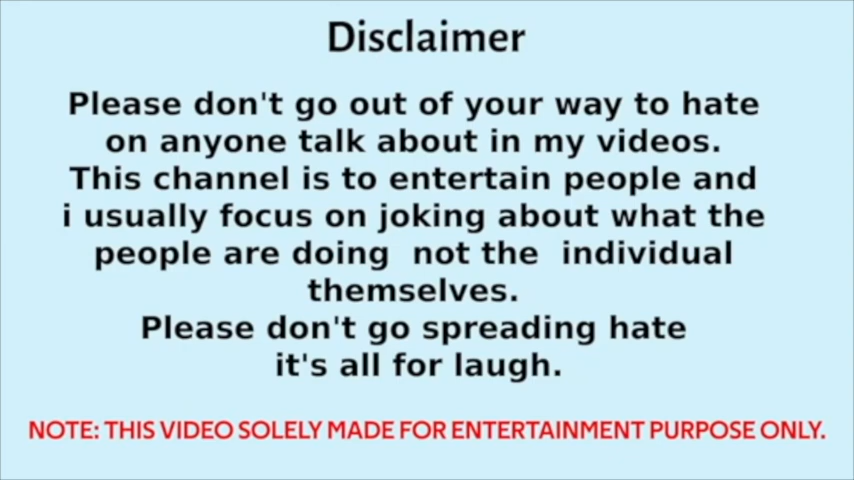 Disclaimer
Please don't go out of your way to hate
on anyone talk about in my videos.
This channel is to entertain people and
i usually focus on joking about what the
people are doing  not the  individual
themselves.
Please don't go spreading hate
it's all for laugh.
NOTE: THIS VIDEO SOLELY MADE FOR ENTERTAINMENT PURPOSE ONLY.